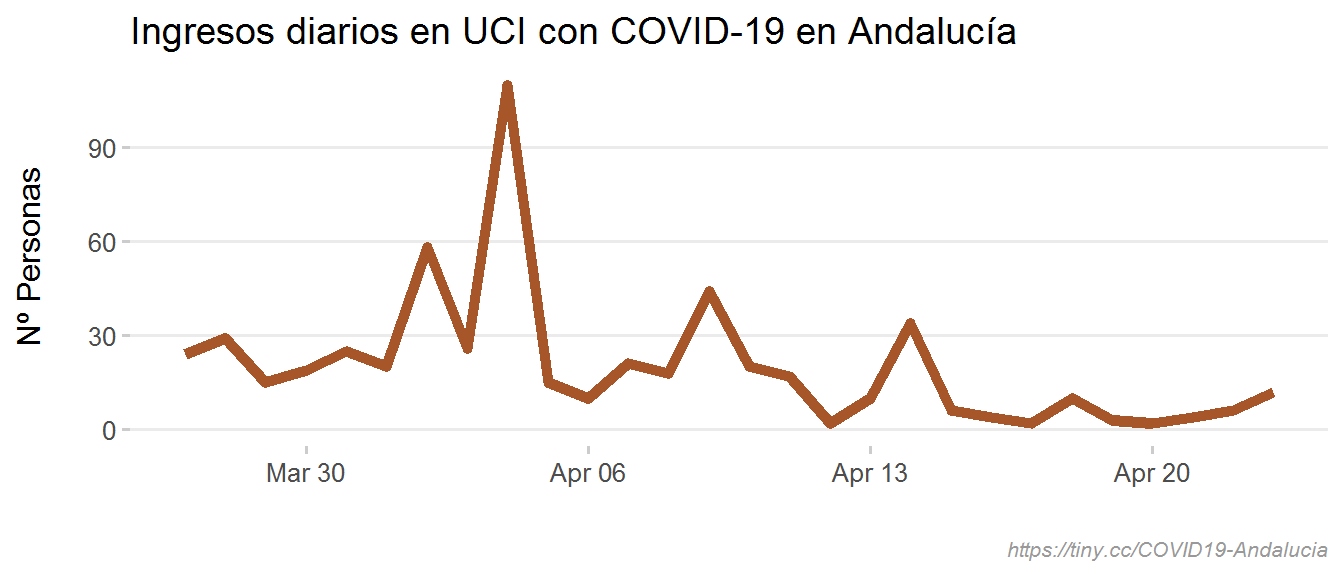 Ingresos diarios en UCI con COVID-19 en Andalucía
Nº Personas
90
60
30
0
Mar 30 Apr 06 Apr 13 Apr 20
https://tiny.cc/COVID19-Andalucia